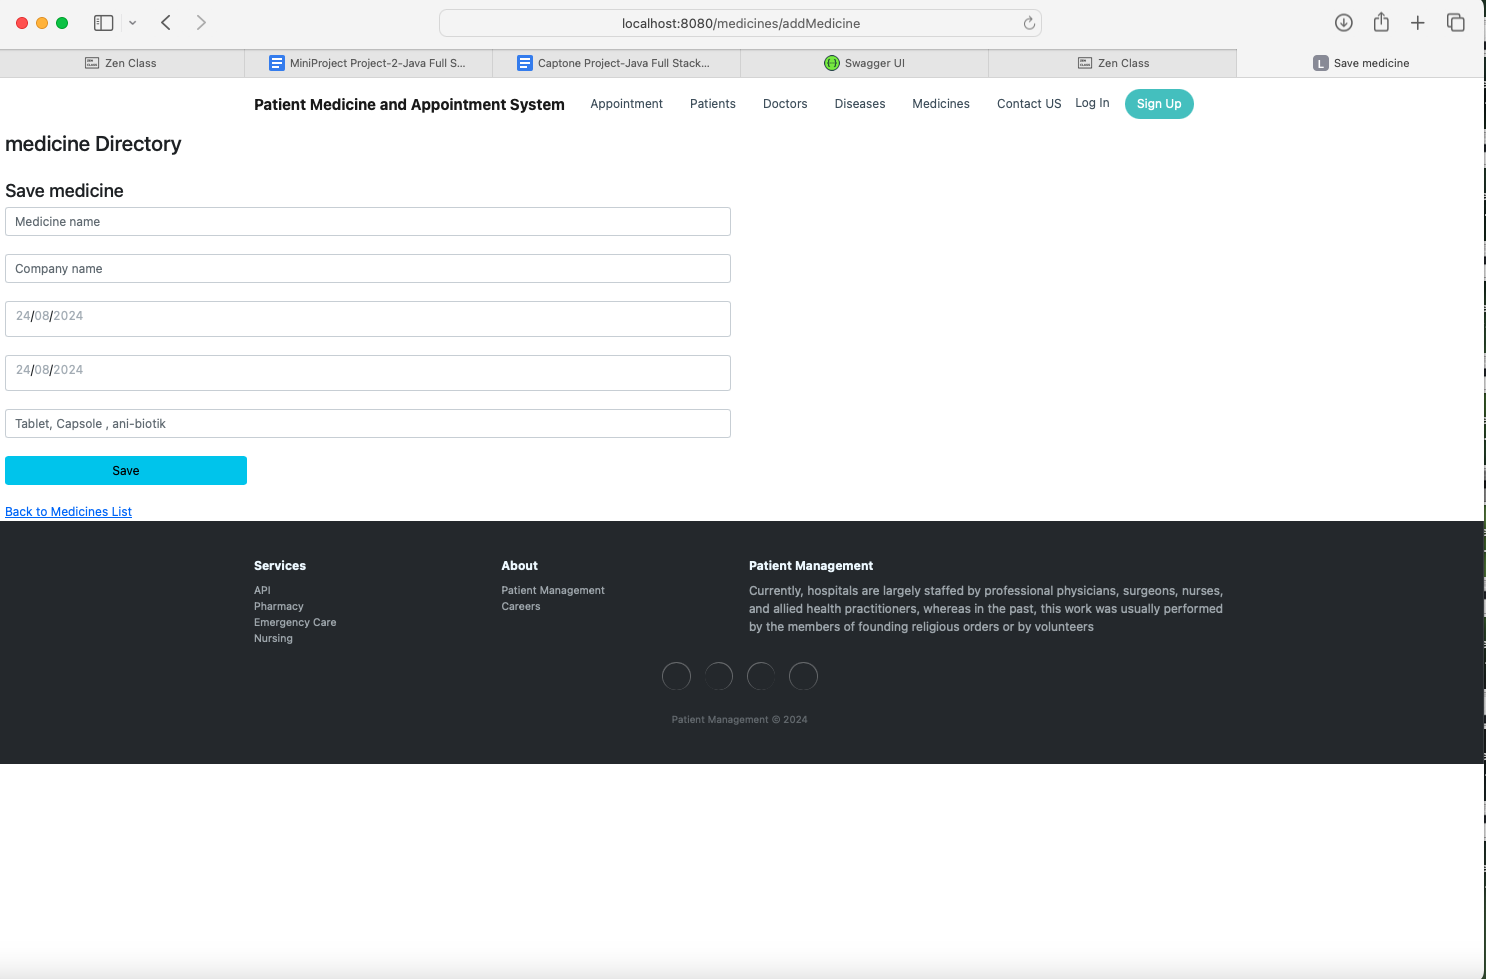 localhost:8080/medicines/addMedicine
Zen Class
MiniProject Project-2-Java Full S...
Captone Project-Java Full Stack...
Swagger UI
Zen Class
L Save medicine
Patient Medicine and Appointment System
Appointment
Patients
Doctors
Diseases
Medicines
Contact US
Log In
Sign Up
medicine Directory
Save medicine
Medicine name
Company name
24/08/2024
24/08/2024
Tablet, Capsole , ani-biotik
Save
Back to Medicines List
Services
API
Pharmacy
Emergency Care
Nursing
About
Patient Management
Careers
Patient Management
Currently, hospitals are largely staffed by professional physicians, surgeons, nurses,
and allied health practitioners, whereas in the past, this work was usually performed
by the members of founding religious orders or by volunteers
Patient Management © 2024